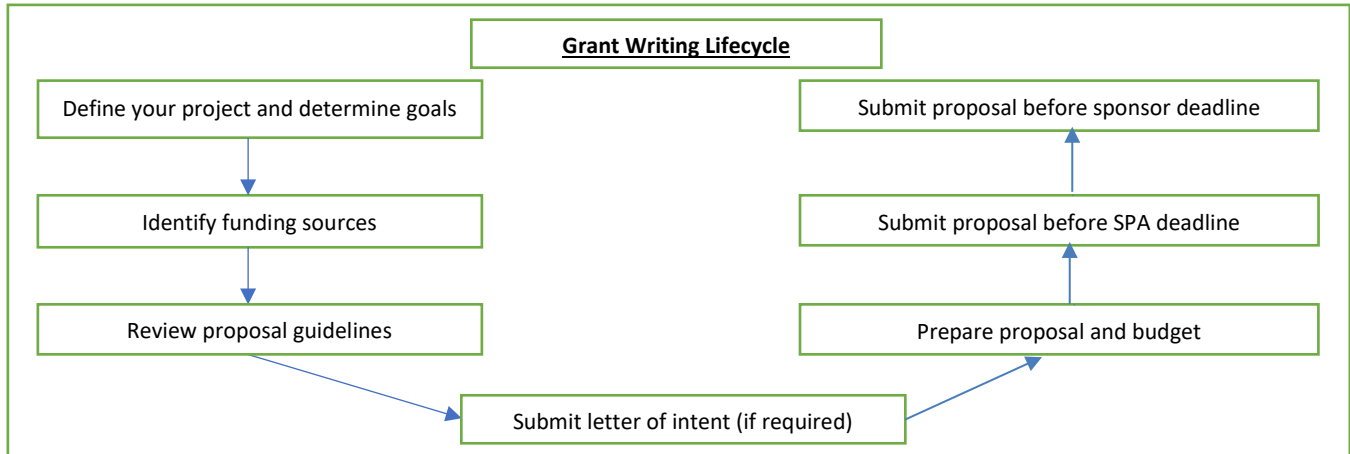 Grant Writing Lifecycle
Define your project and determine goals
Identify funding sources
Review proposal guidelines
Submit letter of intent (if required)
Prepare proposal and budget
Submit proposal before SPA deadline
Submit proposal before sponsor deadline